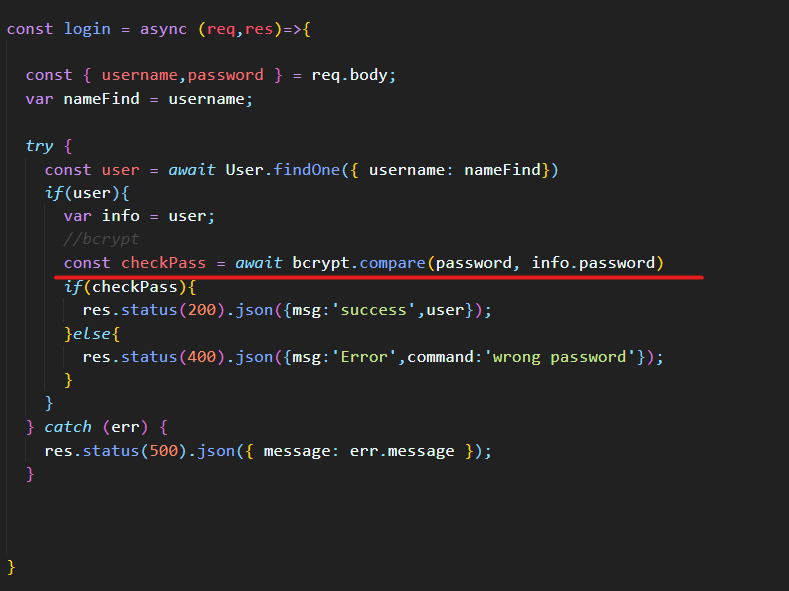 const login = async (req,res)=>{
const { username,password } = req.body;
var nameFind = username;
try {
const user = await User.findOne({ username: nameFind})
if(user){
var info = user;
//bcrypt
const checkPass = await bcrypt.compare(password, info.password)
if(checkPass){
res.status(200).json({msg:'success',user});
}else{
res.status(400).json({msg:'Error',command:'wrong password'});
}
}
} catch (err) {
res.status(500).json({ message: err.message });
}
}